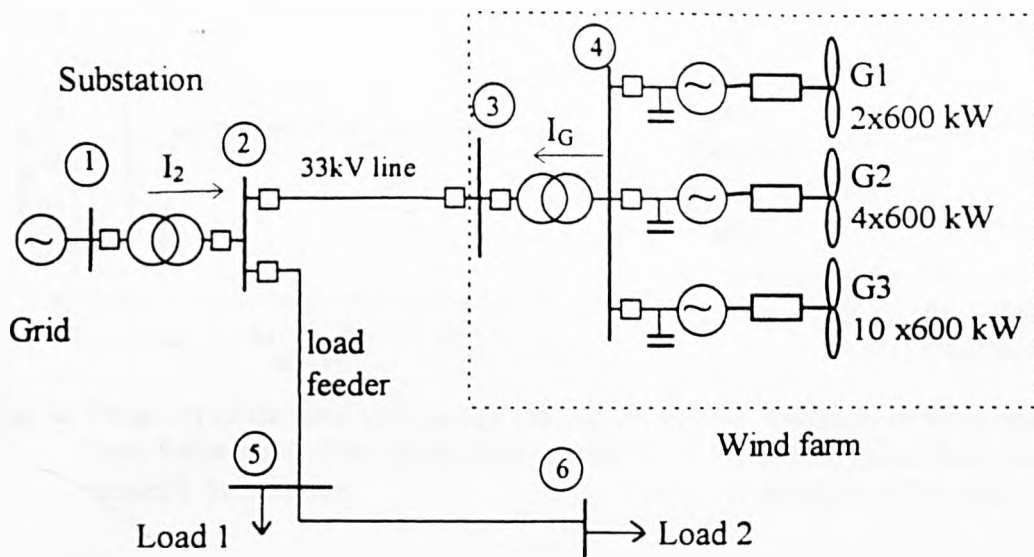 Substation
1
I2
2
33kV line
3
IG
4
G1
2x600 kW
G2
4x600 kW
G3
10 x600 kW
Grid
load
feeder
Wind farm
5
Load 1
6
Load 2